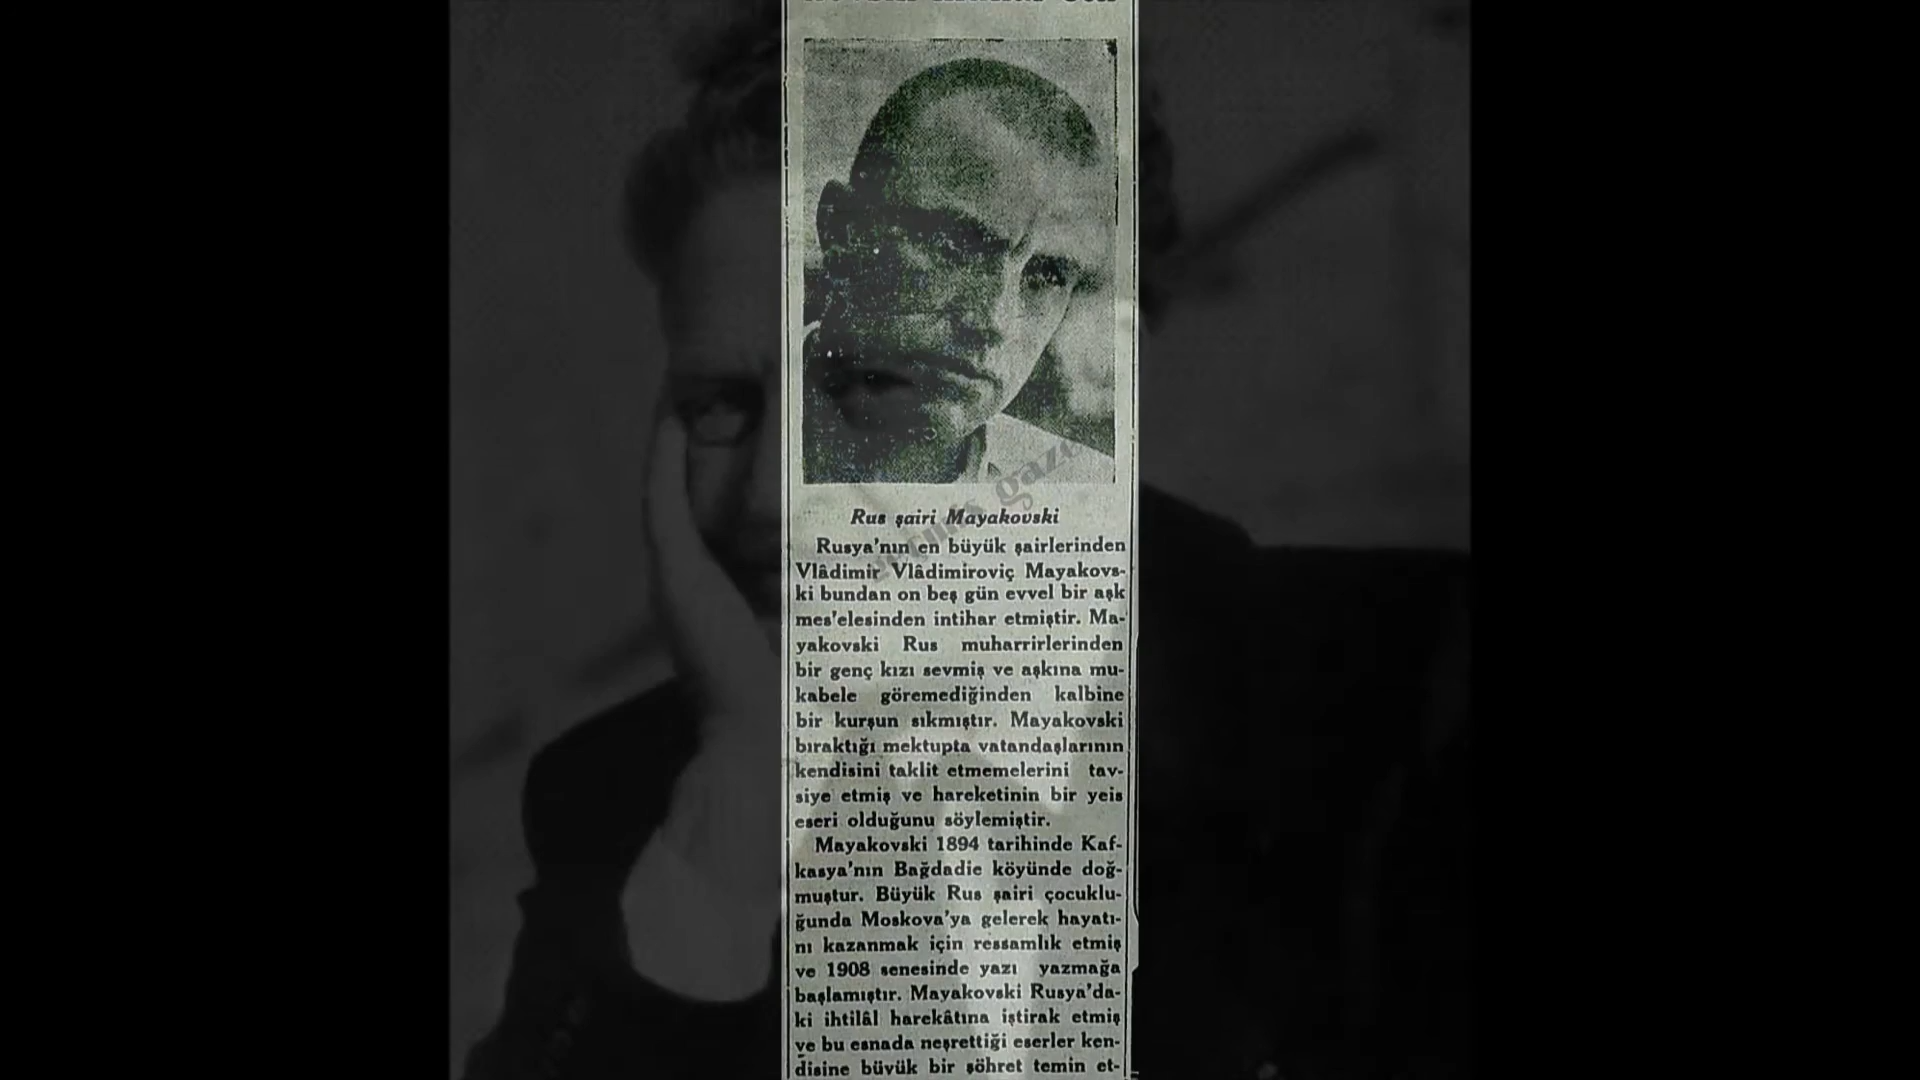 Rus şairi Mayakovski
Rusya'nın en büyük şairlerinden
Vlâdimir Vlâdimiroviç Mayakovs-
ki bundan on beş gün evvel bir aşk
mes'elesinden intihar etmiştir. Ma-
yakovski Rus muharrirlerinden
bir genç kızı sevmiş ve aşkına mu-
kabele göremediğinden kalbine
bir kurşun sıkmıştır. Mayakovski
bıraktığı mektupta vatandaşlarının
kendisini taklit etmemelerini tav-
siye etmiş ve hareketinin bir yeis
eseri olduğunu söylemiştir.
Mayakovski 1894 tarihinde Kaf-
kasya'nın Bağdadie köyünde doğ-
muştur. Büyük Rus şairi çocuklu-
ğunda Moskova'ya gelerek hayatı-
nı kazanmak için ressamlık etmiş
ve 1908 senesinde yazı yazmağa
başlamıştır. Mayakovski Rusya'da-
ki ihtilâl harekâtına iştirak etmiş
ve bu esnada neşrettiği eserler ken-
disine büyük bir şöhret temin et-